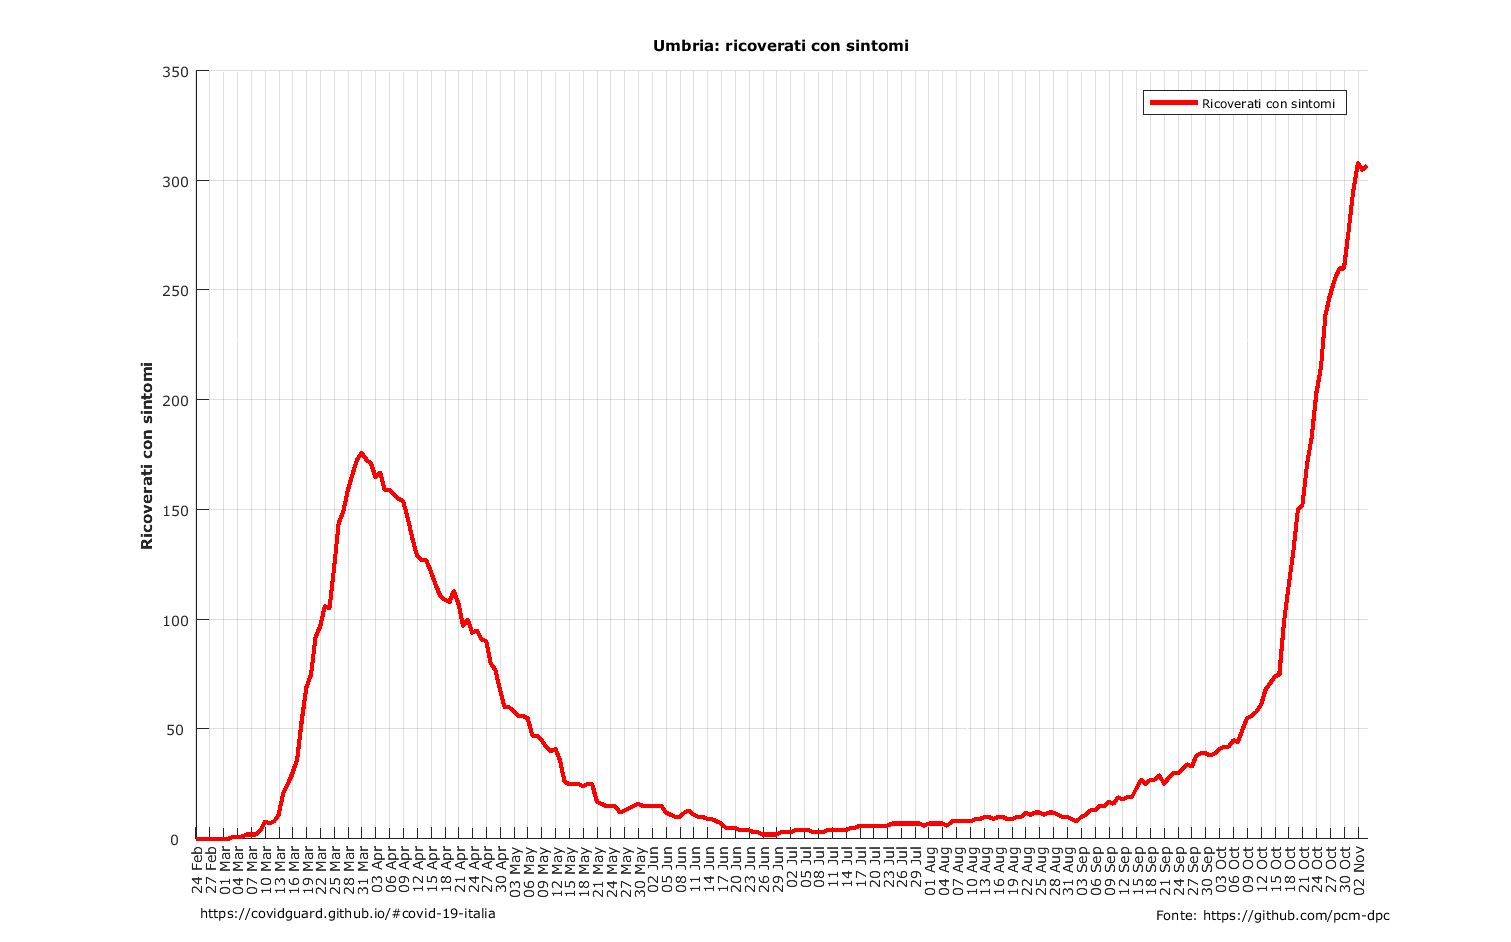 Umbria: ricoverati con sintomi
Ricoverati con sintomi
Ricoverati con sintomi
350
300
250
200
150
100
50
0
24 Feb
27 Feb
01 Mar
04 Mar
07 Mar
10 Mar
13 Mar
16 Mar
19 Mar
22 Mar
25 Mar
28 Mar
31 Mar
03 Apr
06 Apr
09 Apr
12 Apr
15 Apr
18 Apr
21 Apr
24 Apr
27 Apr
30 Apr
03 May
06 May
09 May
12 May
15 May
18 May
21 May
24 May
27 May
30 May
02 Jun
05 Jun
08 Jun
11 Jun
14 Jun
17 Jun
20 Jun
23 Jun
26 Jun
29 Jun
02 Jul
05 Jul
08 Jul
11 Jul
14 Jul
17 Jul
20 Jul
23 Jul
26 Jul
29 Jul
01 Aug
04 Aug
07 Aug
10 Aug
13 Aug
16 Aug
19 Aug
22 Aug
25 Aug
28 Aug
31 Aug
03 Sep
06 Sep
09 Sep
12 Sep
15 Sep
18 Sep
21 Sep
24 Sep
27 Sep
30 Sep
03 Oct
06 Oct
09 Oct
12 Oct
15 Oct
18 Oct
21 Oct
24 Oct
27 Oct
30 Oct
02 Nov
https://covidguard.github.io/#covid-19-italia
Fonte: https://github.com/pcm-dpc